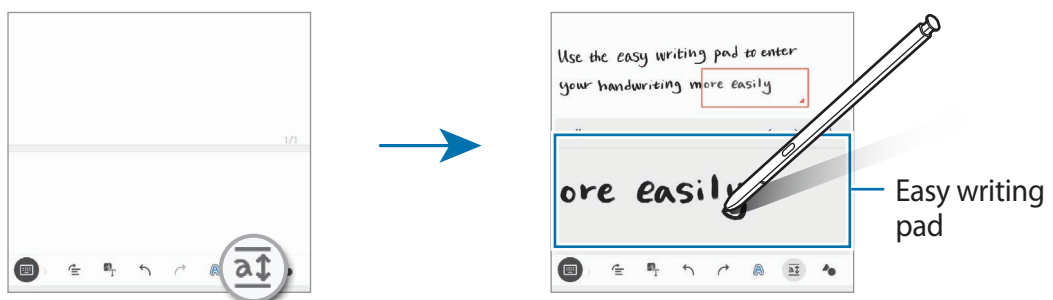 1/1
Use the easy writing pad to enter
your handwriting more easily
ore easily
Easy writing
pad